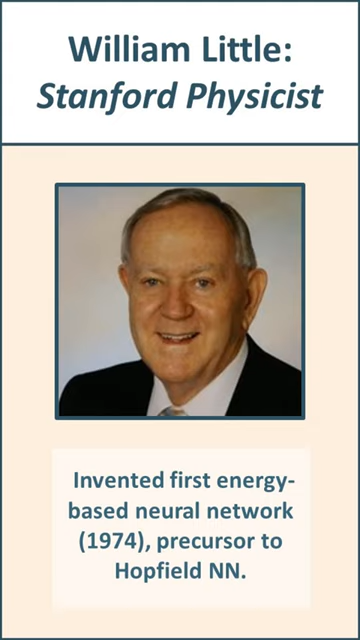 William Little:
Stanford Physicist
Invented first energy-
based neural network
(1974), precursor to
Hopfield NN.